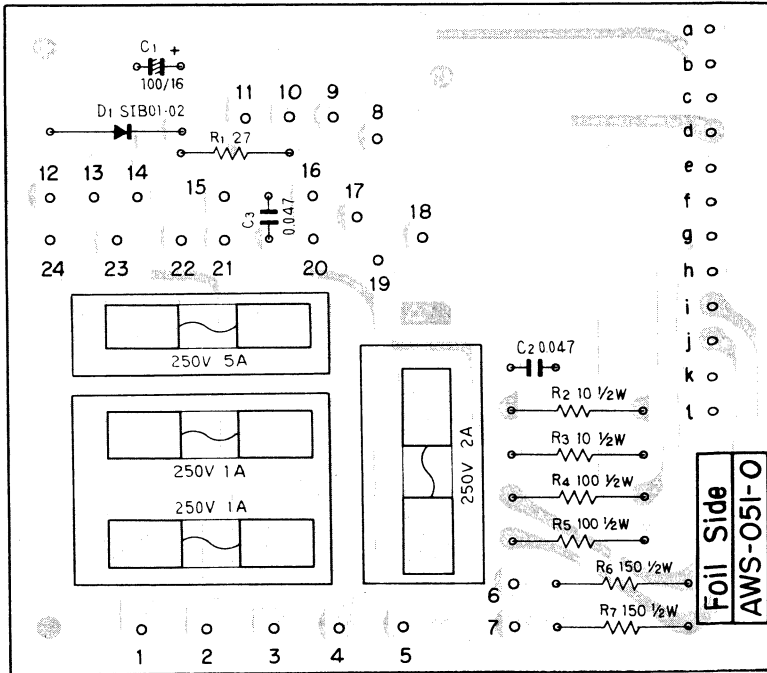 C1 +
100/16
D1 SIB01-02
11 10 9 8
R1 27
12 13 14 15 16 17 18
C3 0.047
24 23 22 21 20 19
250V 5A
250V 1A
250V 1A
250V 2A
C2 0.047
R2 10 ½W
R3 10 ½W
R4 100 ½W
R5 100 ½W
R6 150 ½W
R7 150 ½W
6
7
1 2 3 4 5
a
b
c
d
e
f
g
h
i
j
k
l
Foil Side
AWS-051-0